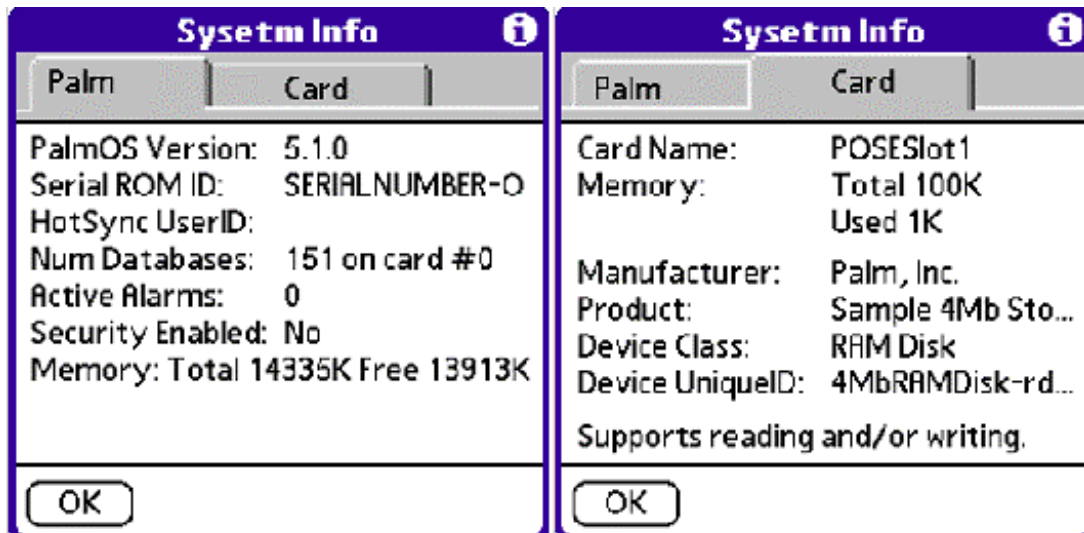 Sysetm Info
Palm Card
PalmOS Version: 5.1.0
Serial ROM ID: SERIALNUMBER-O
HotSync UserID:
Num Databases: 151 on card #0
Active Alarms: 0
Security Enabled: No
Memory: Total 14335K Free 13913K
OK
Sysetm Info
Palm Card
Card Name: POSESlot1
Memory: Total 100K
Used 1K
Manufacturer: Palm, Inc.
Product: Sample 4Mb Sto...
Device Class: RAM Disk
Device UniqueID: 4MbRAMDisk-rd...
Supports reading and/or writing.
OK